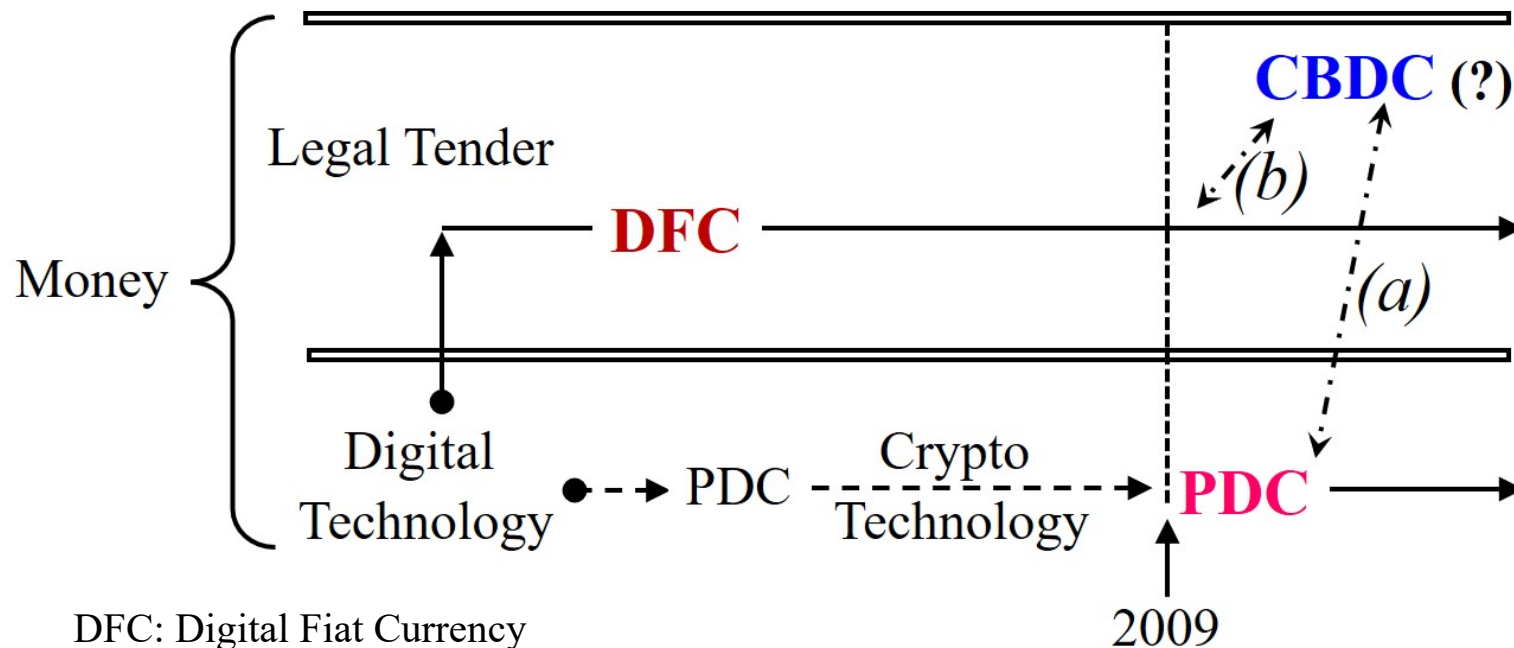 CBDC (?)
Legal Tender
(b)
DFC
Money
(a)
Digital
Technology
PDC
Crypto
Technology
PDC
2009
DFC: Digital Fiat Currency